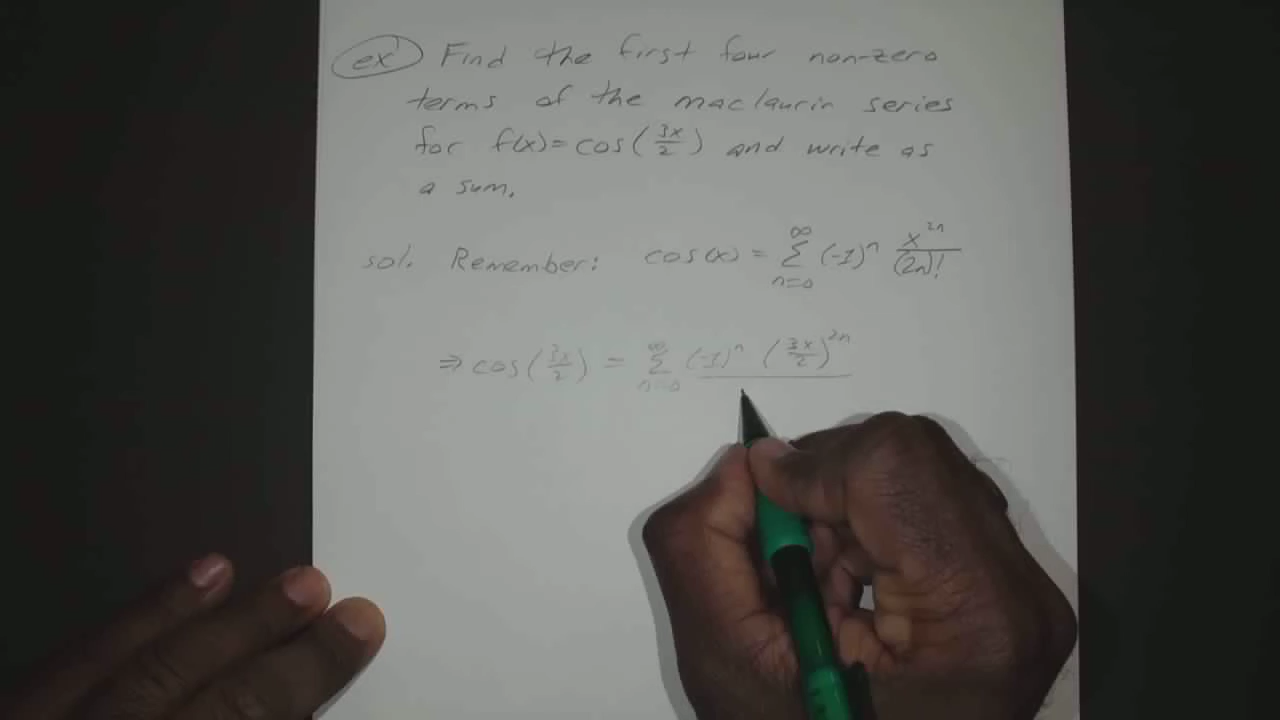 ex Find the first four non-zero
terms of the maclaurin series
for f(x)=cos(3x/2) and write as
a sum.
sol. Remember: cos(x) = ∞∑n=0 (-1)^n x^2n/(2n)!
⇒ cos(3x/2) = ∞∑n=0 (-1)^n (3x/2)^2n